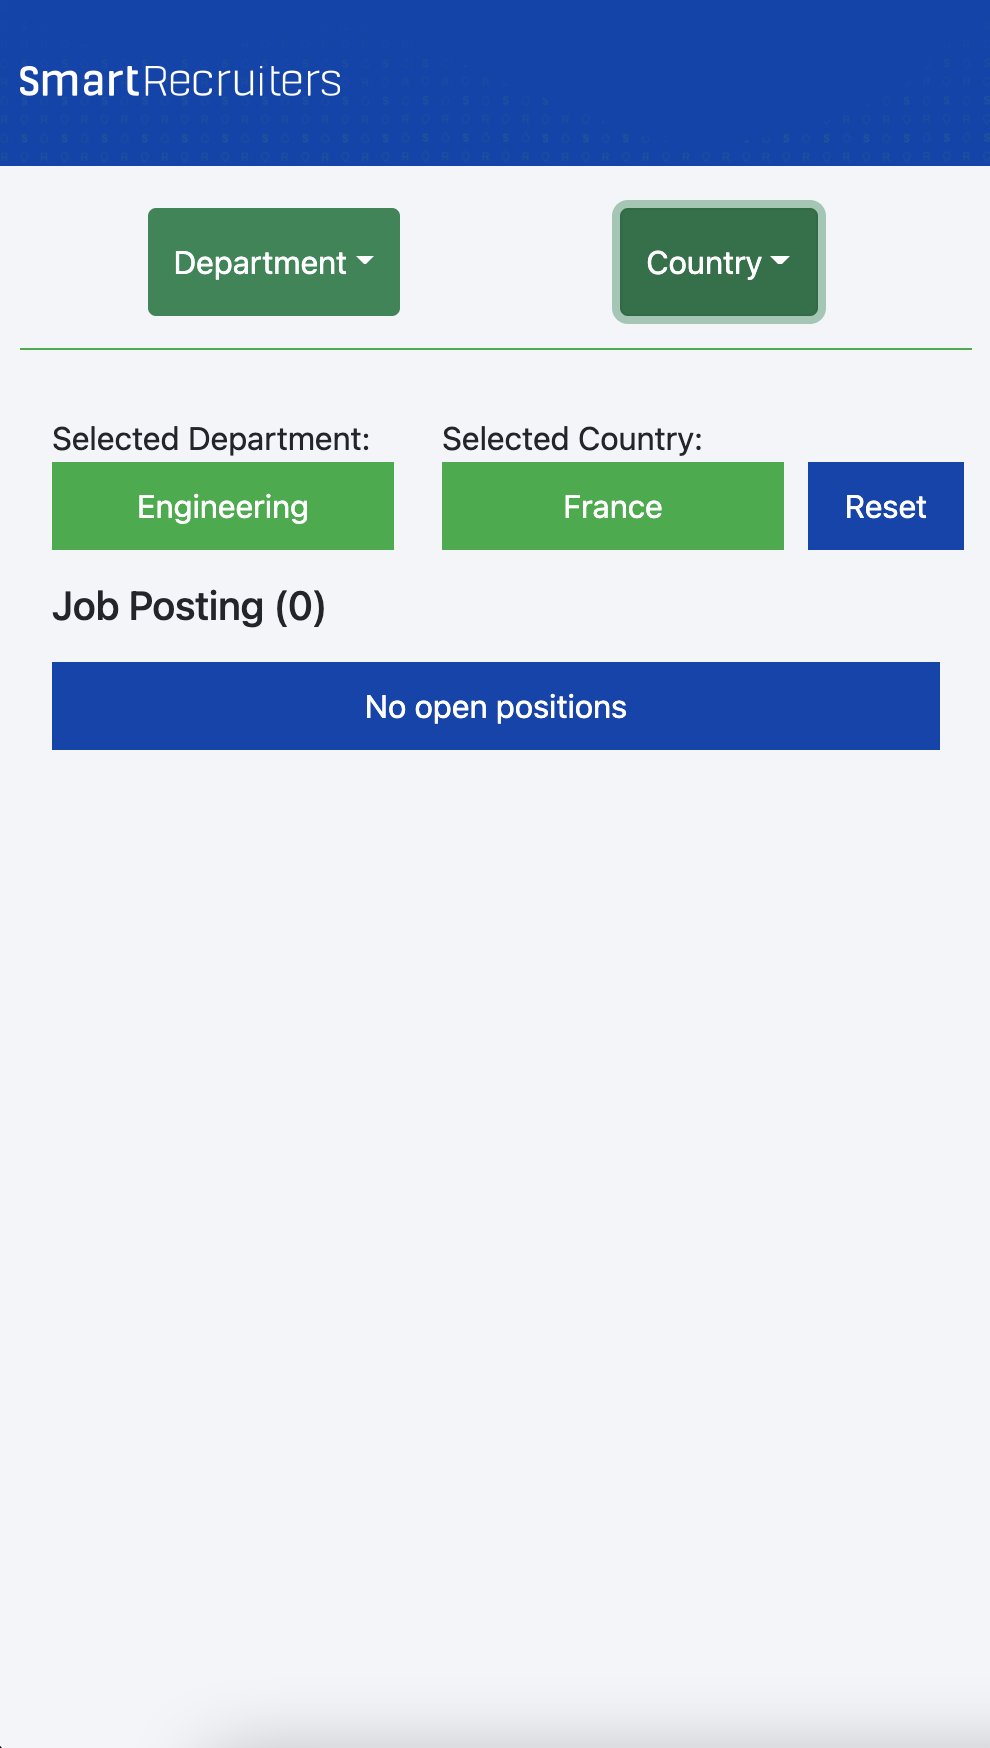 SmartRecruiters
Department
Country
Selected Department:
Selected Country:
Engineering
France
Reset
Job Posting (0)
No open positions